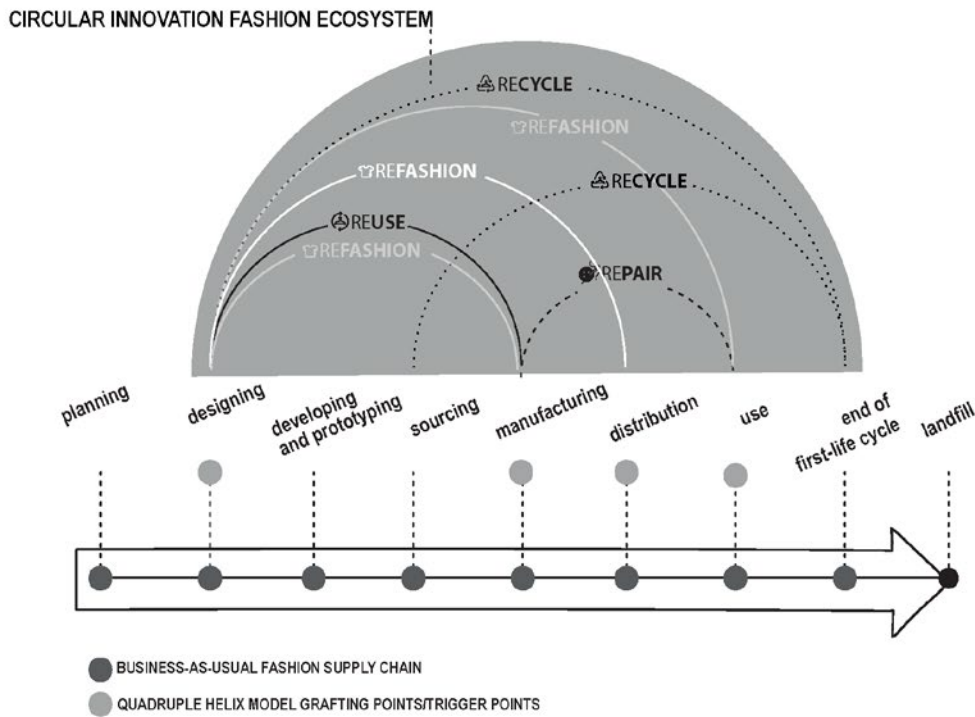 CIRCULAR INNOVATION FASHION ECOSYSTEM
RECYCLE
REFASHION
REFASHION
RECYCLE
REUSE
REFASHION
REPAIR
planning
designing
developing
and prototyping
sourcing
manufacturing
distribution
use
end of
first-life cycle
landfill
BUSINESS-AS-USUAL FASHION SUPPLY CHAIN
QUADRUPLE HELIX MODEL GRAFTING POINTS/TRIGGER POINTS